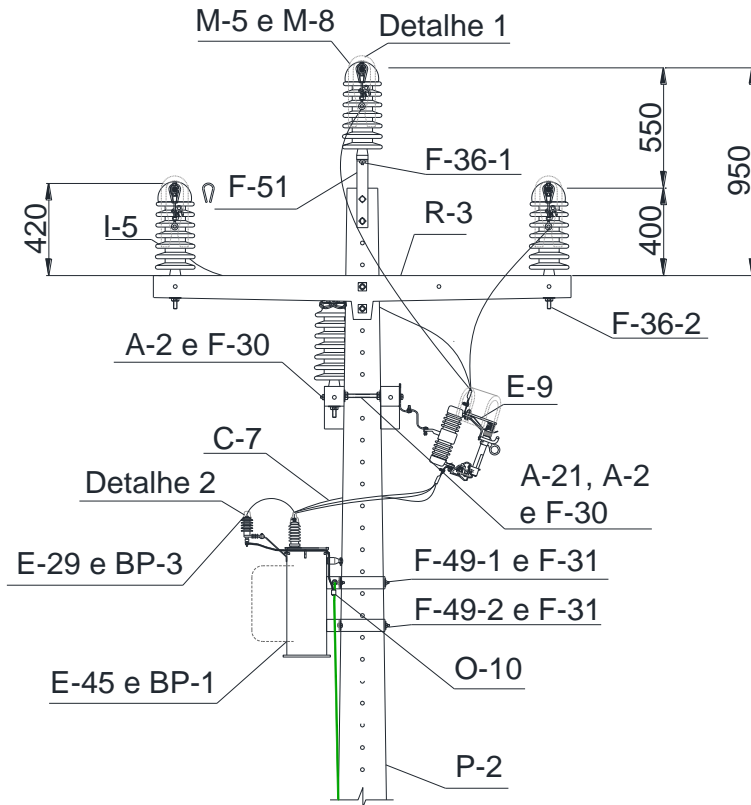 M-5 e M-8
Detalhe 1
550
950
F-36-1
F-51
R-3
420
I-5
400
F-36-2
A-2 e F-30
E-9
C-7
A-21, A-2
e F-30
Detalhe 2
F-49-1 e F-31
E-29 e BP-3
F-49-2 e F-31
O-10
E-45 e BP-1
P-2